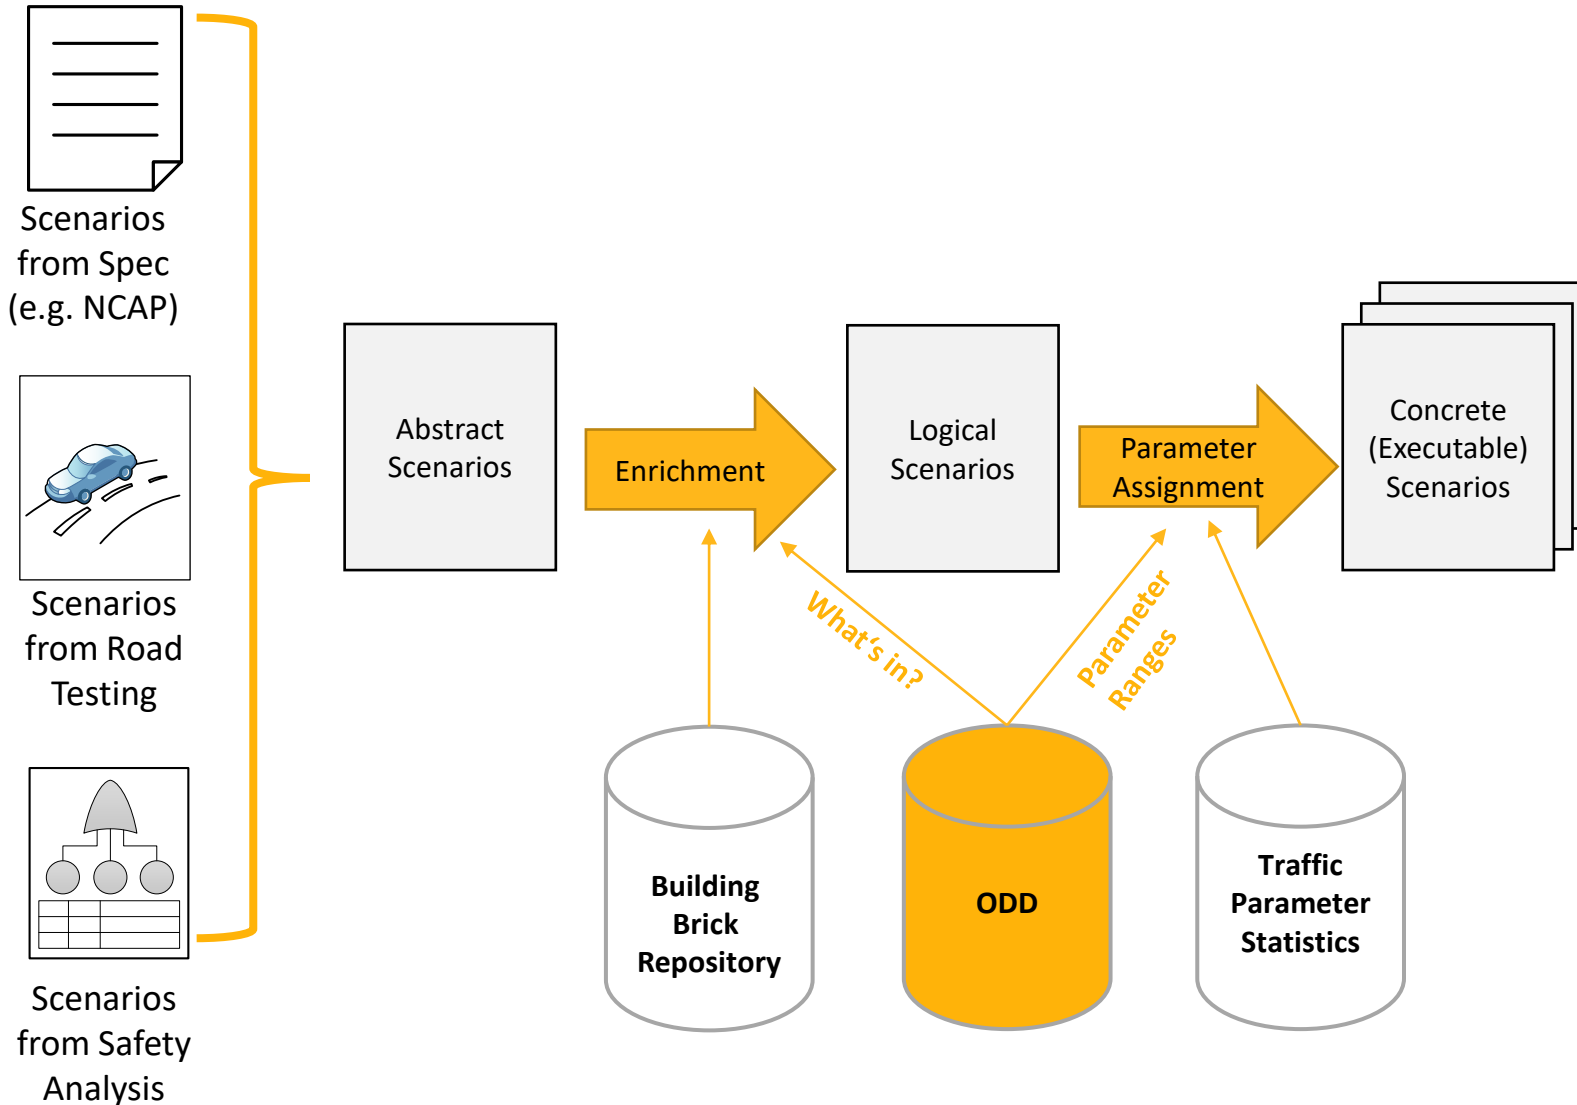 Scenarios
from Spec
(e.g. NCAP)
Scenarios
from Road
Testing
Scenarios
from Safety
Analysis
Abstract
Scenarios
Enrichment
Logical
Scenarios
Parameter
Assignment
Concrete
(Executable)
Scenarios
What‘s in?
Parameter
Ranges
Building
Brick
Repository
ODD
Traffic
Parameter
Statistics